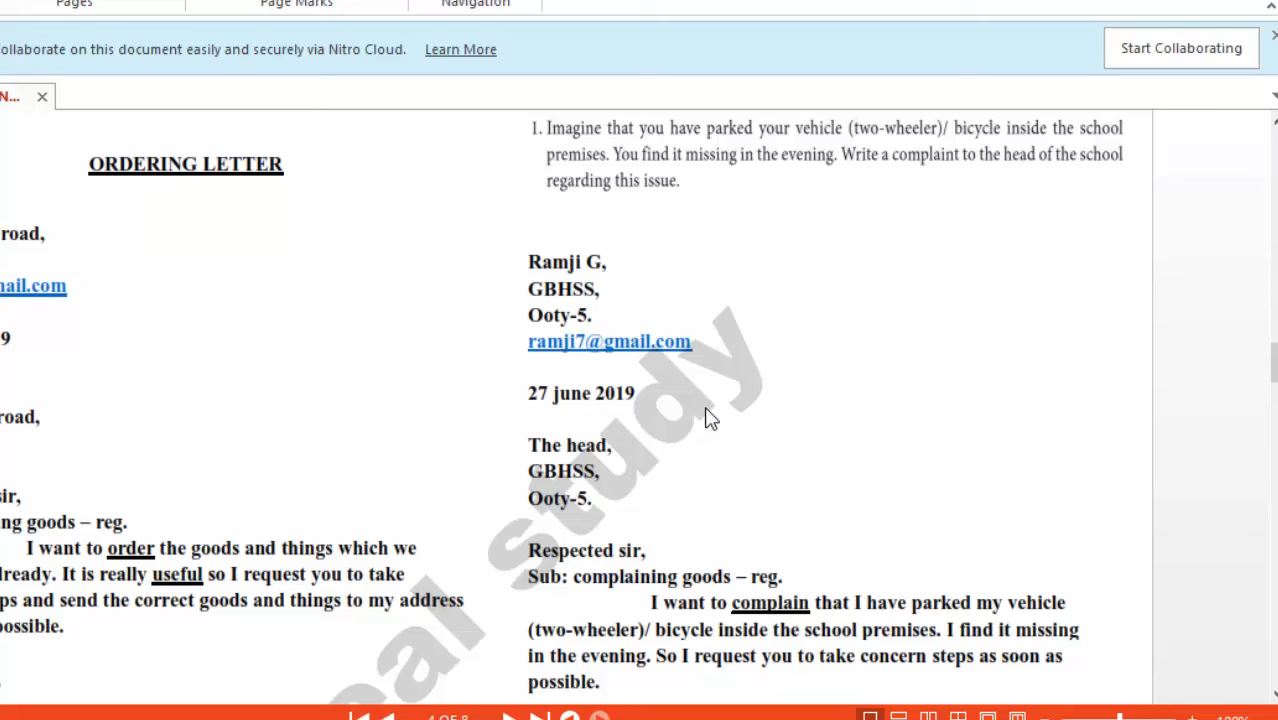 Pages
Page Marks
Navigation
ollaborate on this document easily and securely via Nitro Cloud. Learn More
Start Collaborating
N...
ORDERING LETTER
road,
nail.com
9
road,
sir,
ng goods – reg.
I want to order the goods and things which we
lready. It is really useful so I request you to take
ps and send the correct goods and things to my address
possible.
1. Imagine that you have parked your vehicle (two-wheeler)/ bicycle inside the school
premises. You find it missing in the evening. Write a complaint to the head of the school
regarding this issue.
Ramji G,
GBHSS,
Ooty-5.
ramji7@gmail.com
27 june 2019
The head,
GBHSS,
Ooty-5.
Respected sir,
Sub: complaining goods – reg.
I want to complain that I have parked my vehicle
(two-wheeler)/ bicycle inside the school premises. I find it missing
in the evening. So I request you to take concern steps as soon as
possible.
eal study
4 OF 8